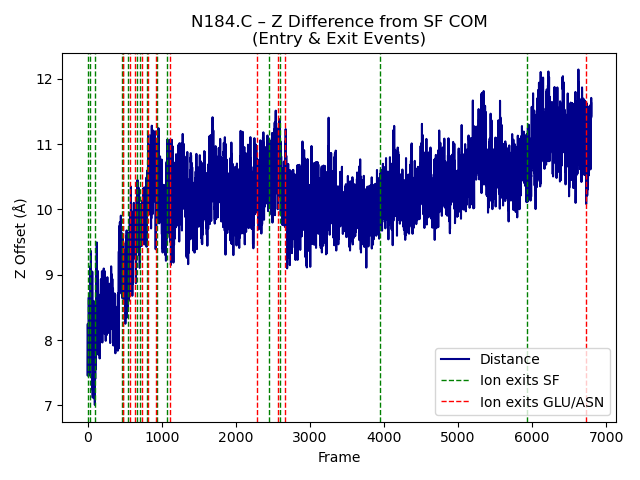 N184.C – Z Difference from SF COM
(Entry & Exit Events)
12
11
10
9
8
7
Z Offset (Å)
0 1000 2000 3000 4000 5000 6000 7000
Frame
Distance
Ion exits SF
Ion exits GLU/ASN